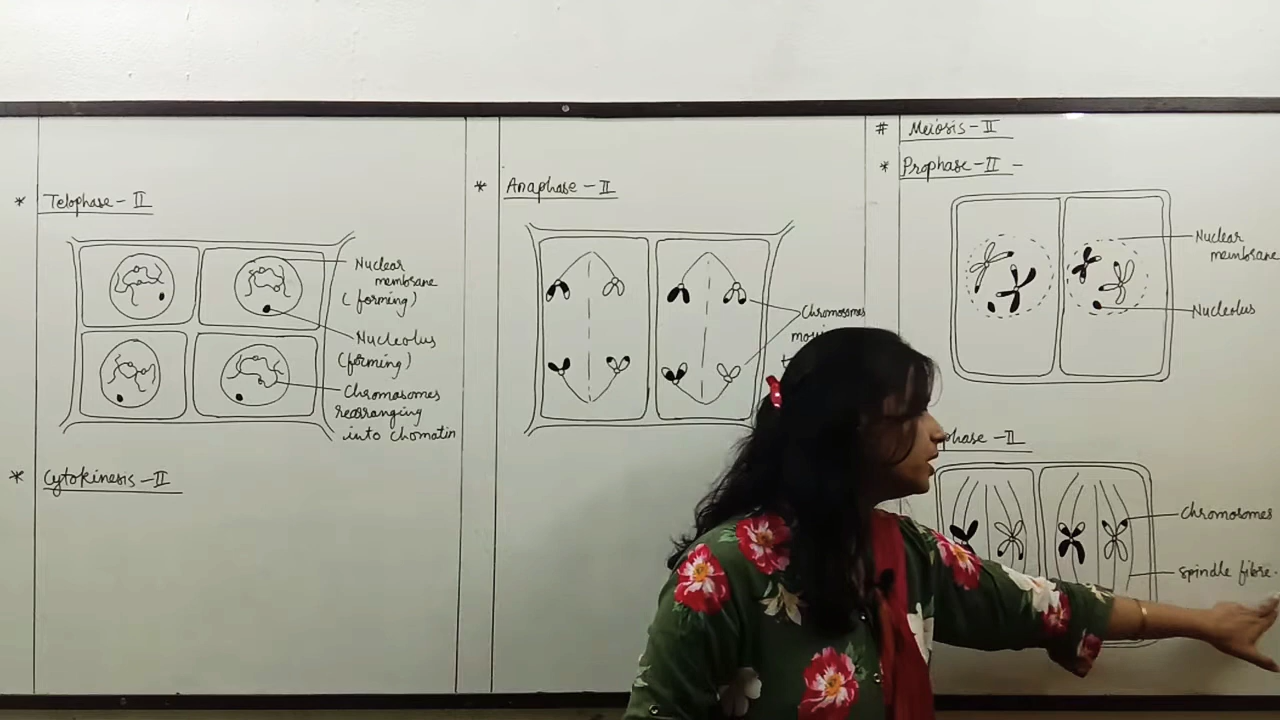 * Telophase - II
Nuclear
membrane
(forming)
Nucleolus
(forming)
Chromosomes
rearranging
into chomatin
* Cytokinesis - II
* Anaphase - II
Chromosomes
# Meiosis - II
* Prophase - II -
Nuclear
membrane
Nucleolus
phase - II
Chromosomes
spindle fibre.